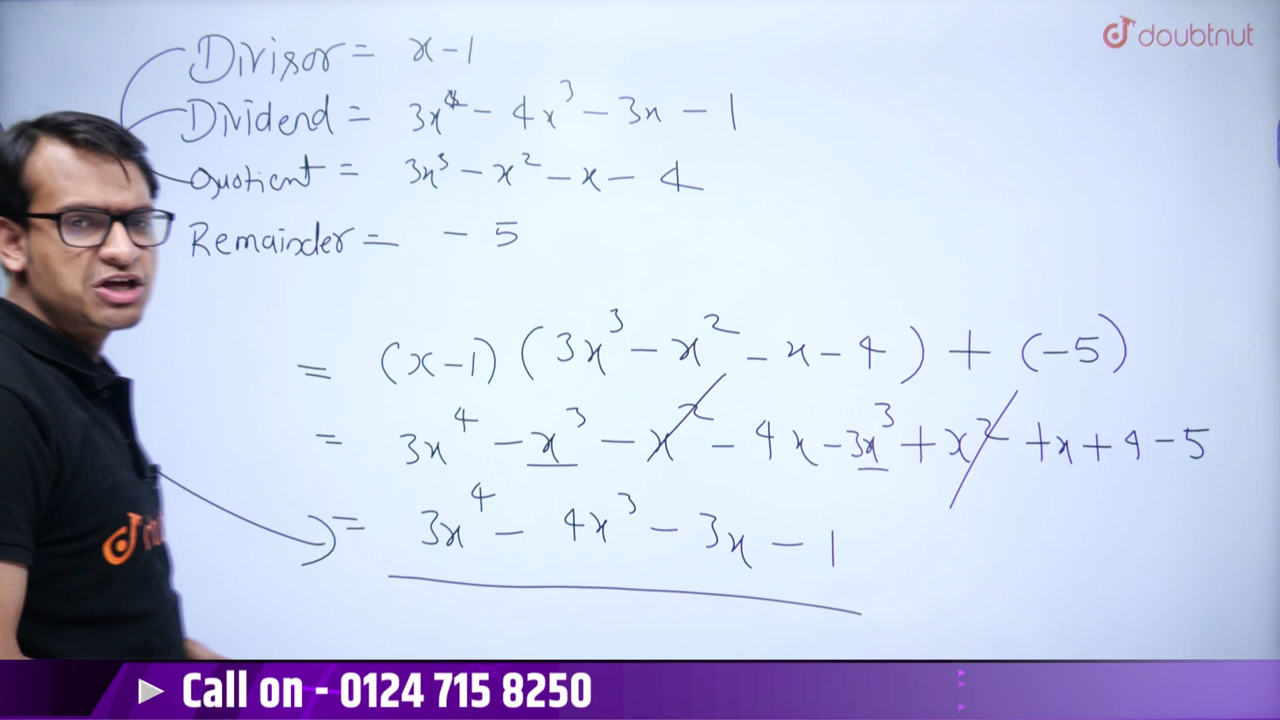 doubtnut
Divisor = x - 1
Dividend = 3x⁴ - 4x³ - 3x - 1
Quotient = 3x³ - x² - x - 4
Remainder = - 5
= (x-1) (3x³ - x² - x - 4) + (-5)
= 3x⁴ - x³ - x² - 4x - 3x³ + x² + x + 4 - 5
= 3x⁴ - 4x³ - 3x - 1
Call on - 0124 715 8250